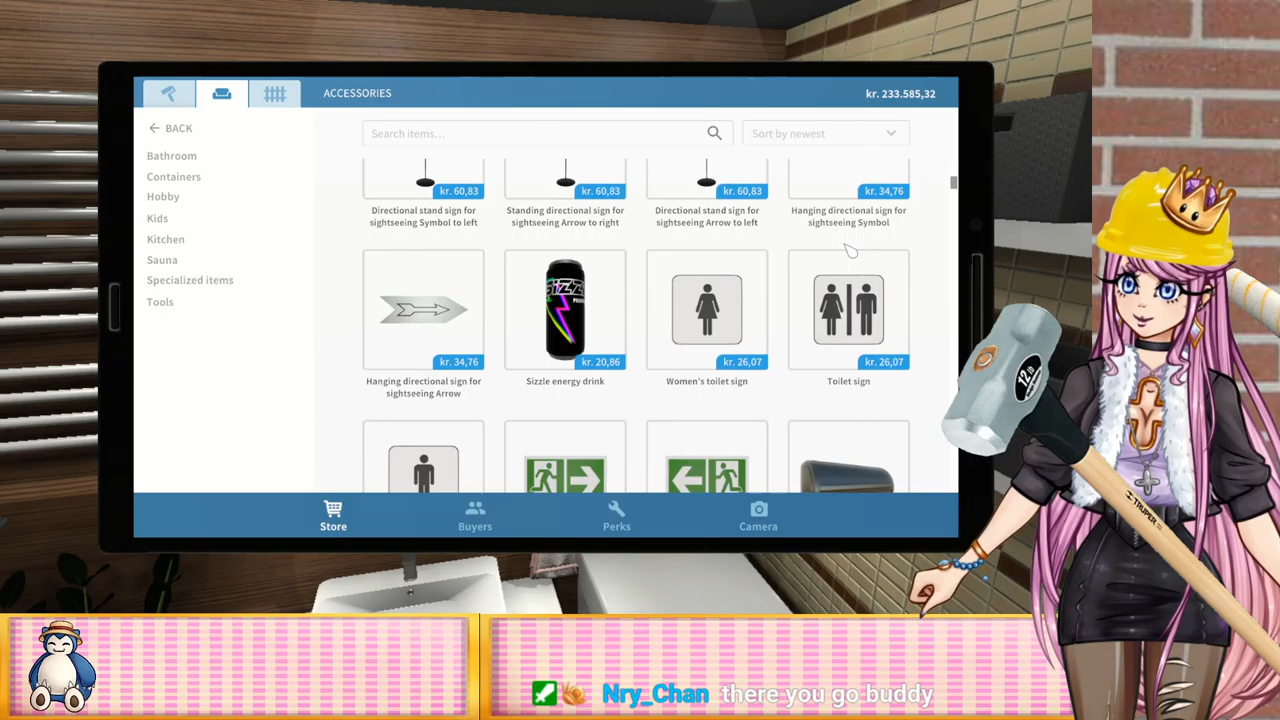 ACCESSORIES
kr. 233.585,32
BACK
Search items...
Sort by newest
Bathroom
Containers
Hobby
Kids
Kitchen
Sauna
Specialized items
Tools
kr. 60,83
kr. 60,83
kr. 60,83
kr. 34,76
Directional stand sign for
sightseeing Symbol to left
Standing directional sign for
sightseeing Arrow to right
Directional stand sign for
sightseeing Arrow to left
Hanging directional sign for
sightseeing Symbol
kr. 34,76
kr. 20,86
kr. 26,07
kr. 26,07
Hanging directional sign for
sightseeing Arrow
Sizzle energy drink
Women's toilet sign
Toilet sign
Store
Buyers
Perks
Camera
12
TRUPER
Nry_Chan there you go buddy